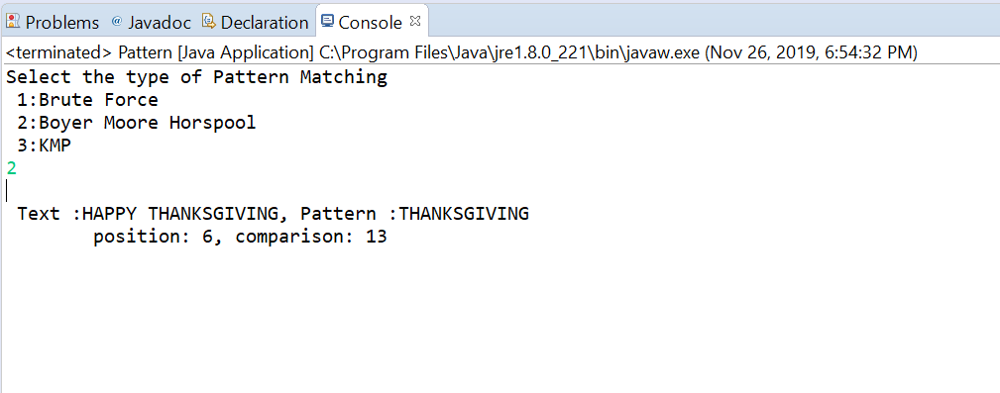 Problems @ Javadoc Declaration Console
<terminated> Pattern [Java Application] C:\Program Files\Java\jre1.8.0_221\bin\javaw.exe (Nov 26, 2019, 6:54:32 PM)
Select the type of Pattern Matching
1:Brute Force
2:Boyer Moore Horspool
3:KMP
2
Text :HAPPY THANKSGIVING, Pattern :THANKSGIVING
position: 6, comparison: 13